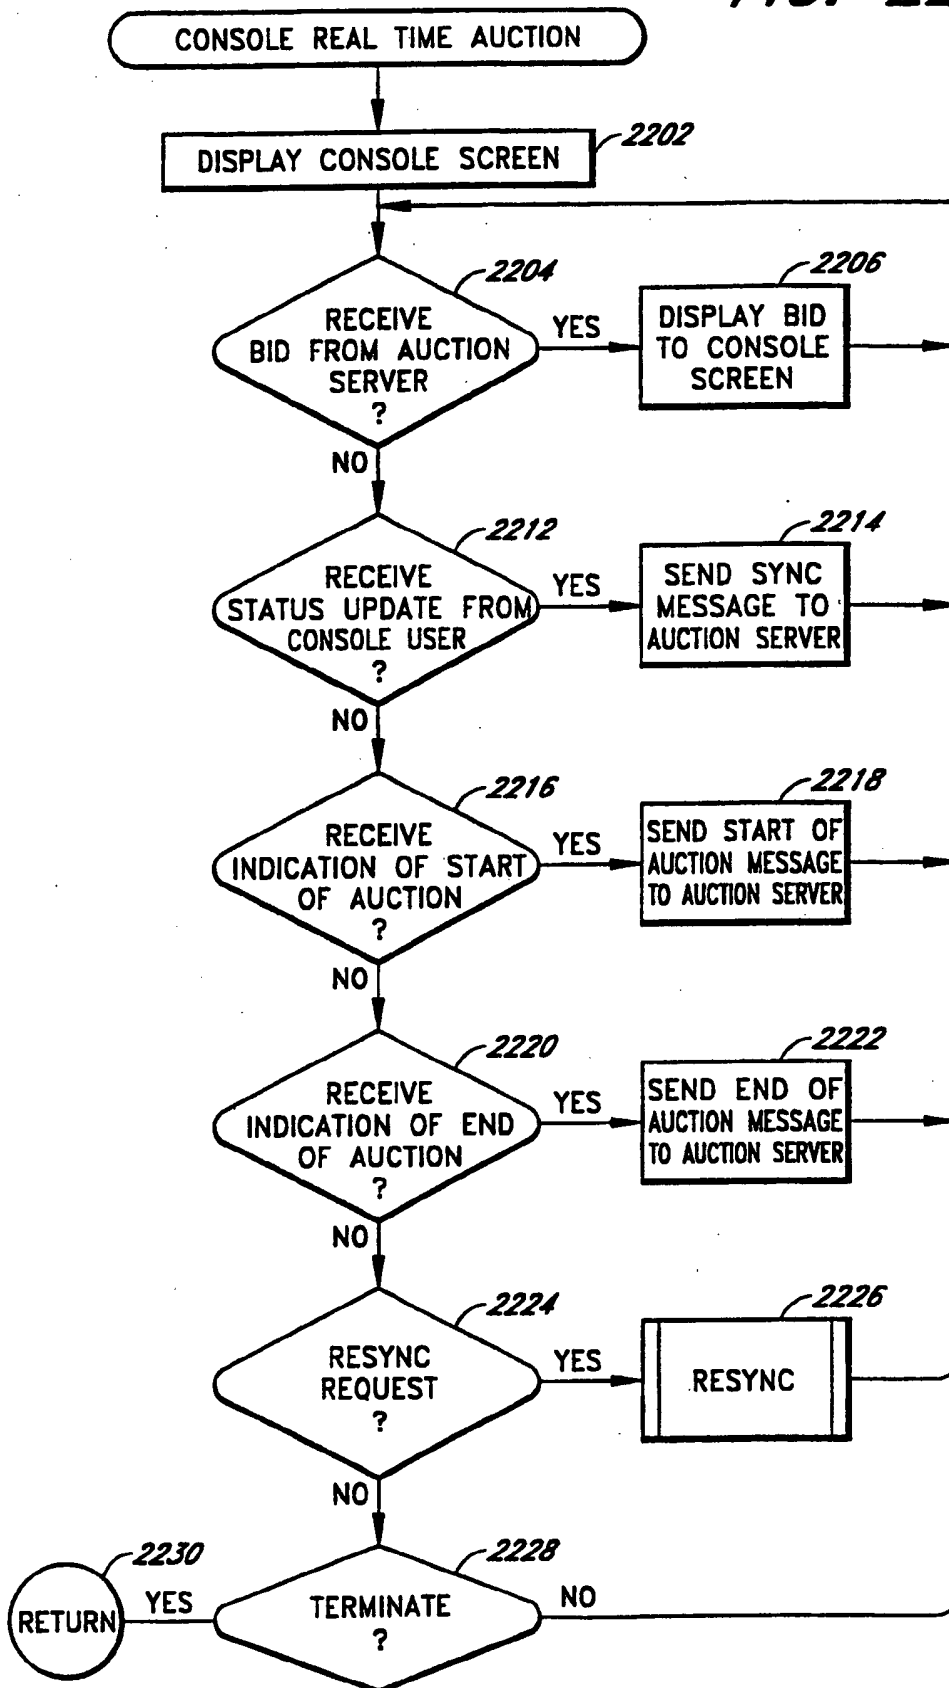 FIG. 22
CONSOLE REAL TIME AUCTION
2202
DISPLAY CONSOLE SCREEN
2204
RECEIVE
BID FROM AUCTION
SERVER
?
YES
2206
DISPLAY BID
TO CONSOLE
SCREEN
NO
2212
RECEIVE
STATUS UPDATE FROM
CONSOLE USER
?
YES
2214
SEND SYNC
MESSAGE TO
AUCTION SERVER
NO
2216
RECEIVE
INDICATION OF START
OF AUCTION
?
YES
2218
SEND START OF
AUCTION MESSAGE
TO AUCTION SERVER
NO
2220
RECEIVE
INDICATION OF END
OF AUCTION
?
YES
2222
SEND END OF
AUCTION MESSAGE
TO AUCTION SERVER
NO
2224
RESYNC
REQUEST
?
YES
2226
RESYNC
NO
2230
RETURN
YES
2228
TERMINATE
?
NO